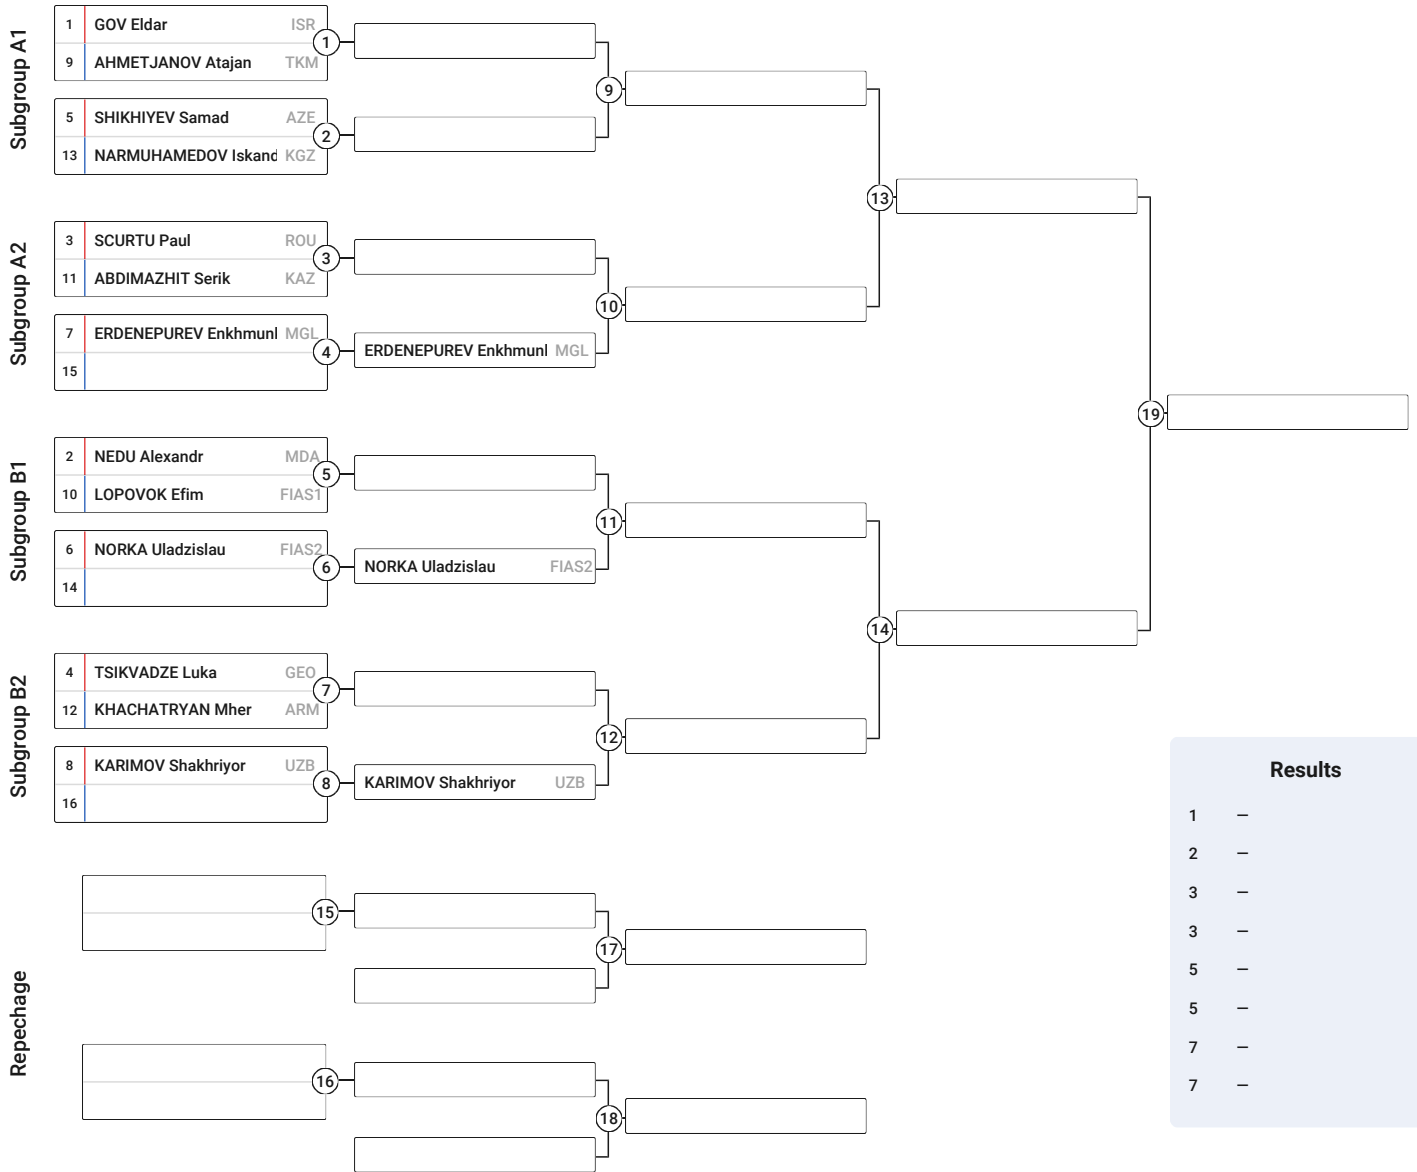 Subgroup A1
1 GOV Eldar ISR
9 AHMETJANOV Atajan TKM
1
5 SHIKHIYEV Samad AZE
13 NARMUHAMEDOV Iskand KGZ
2
9
Subgroup A2
3 SCURTU Paul ROU
11 ABDIMAZHIT Serik KAZ
3
7 ERDENEPUREV Enkhmunl MGL
15
4
ERDENEPUREV Enkhmunl MGL
10
13
Subgroup B1
2 NEDU Alexandr MDA
10 LOPOVOK Efim FIAS1
5
6 NORKA Uladzislau FIAS2
14
6
NORKA Uladzislau FIAS2
11
Subgroup B2
4 TSIKVADZE Luka GEO
12 KHACHATRYAN Mher ARM
7
8 KARIMOV Shakhriyor UZB
16
8
KARIMOV Shakhriyor UZB
12
14
19
Repechage
15
17
16
18
Results
1 –
2 –
3 –
3 –
5 –
5 –
7 –
7 –